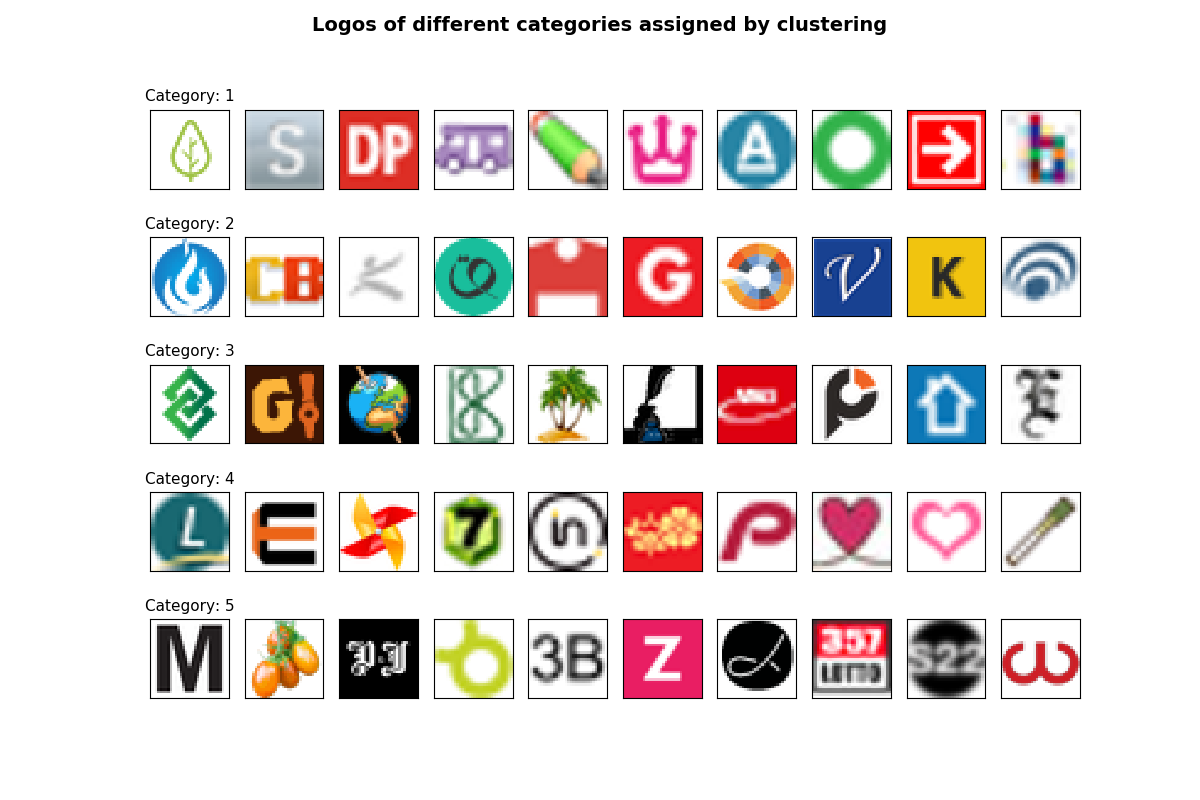 Logos of different categories assigned by clustering
Category: 1
S DP A
Category: 2
CB G V K
Category: 3
G!
Category: 4
L E 7 in P
Category: 5
M P.J 3B Z 357 S22
LOTTO